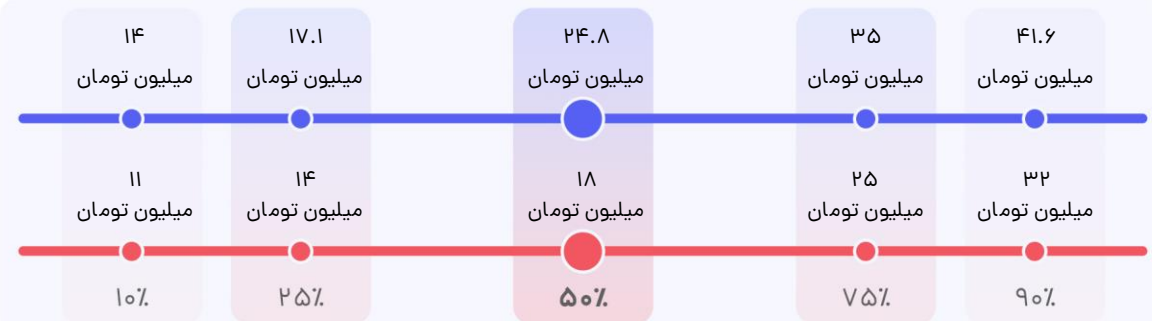 ۱۴ ۱۷.۱ ۲۴.۸ ۳۵ ۴۱.۶
میلیون تومان میلیون تومان میلیون تومان میلیون تومان میلیون تومان
۱۱ ۱۴ ۱۸ ۲۵ ۳۲
میلیون تومان میلیون تومان میلیون تومان میلیون تومان میلیون تومان
۱۰٪ ۲۵٪ ۵۰٪ ۷۵٪ ۹۰٪